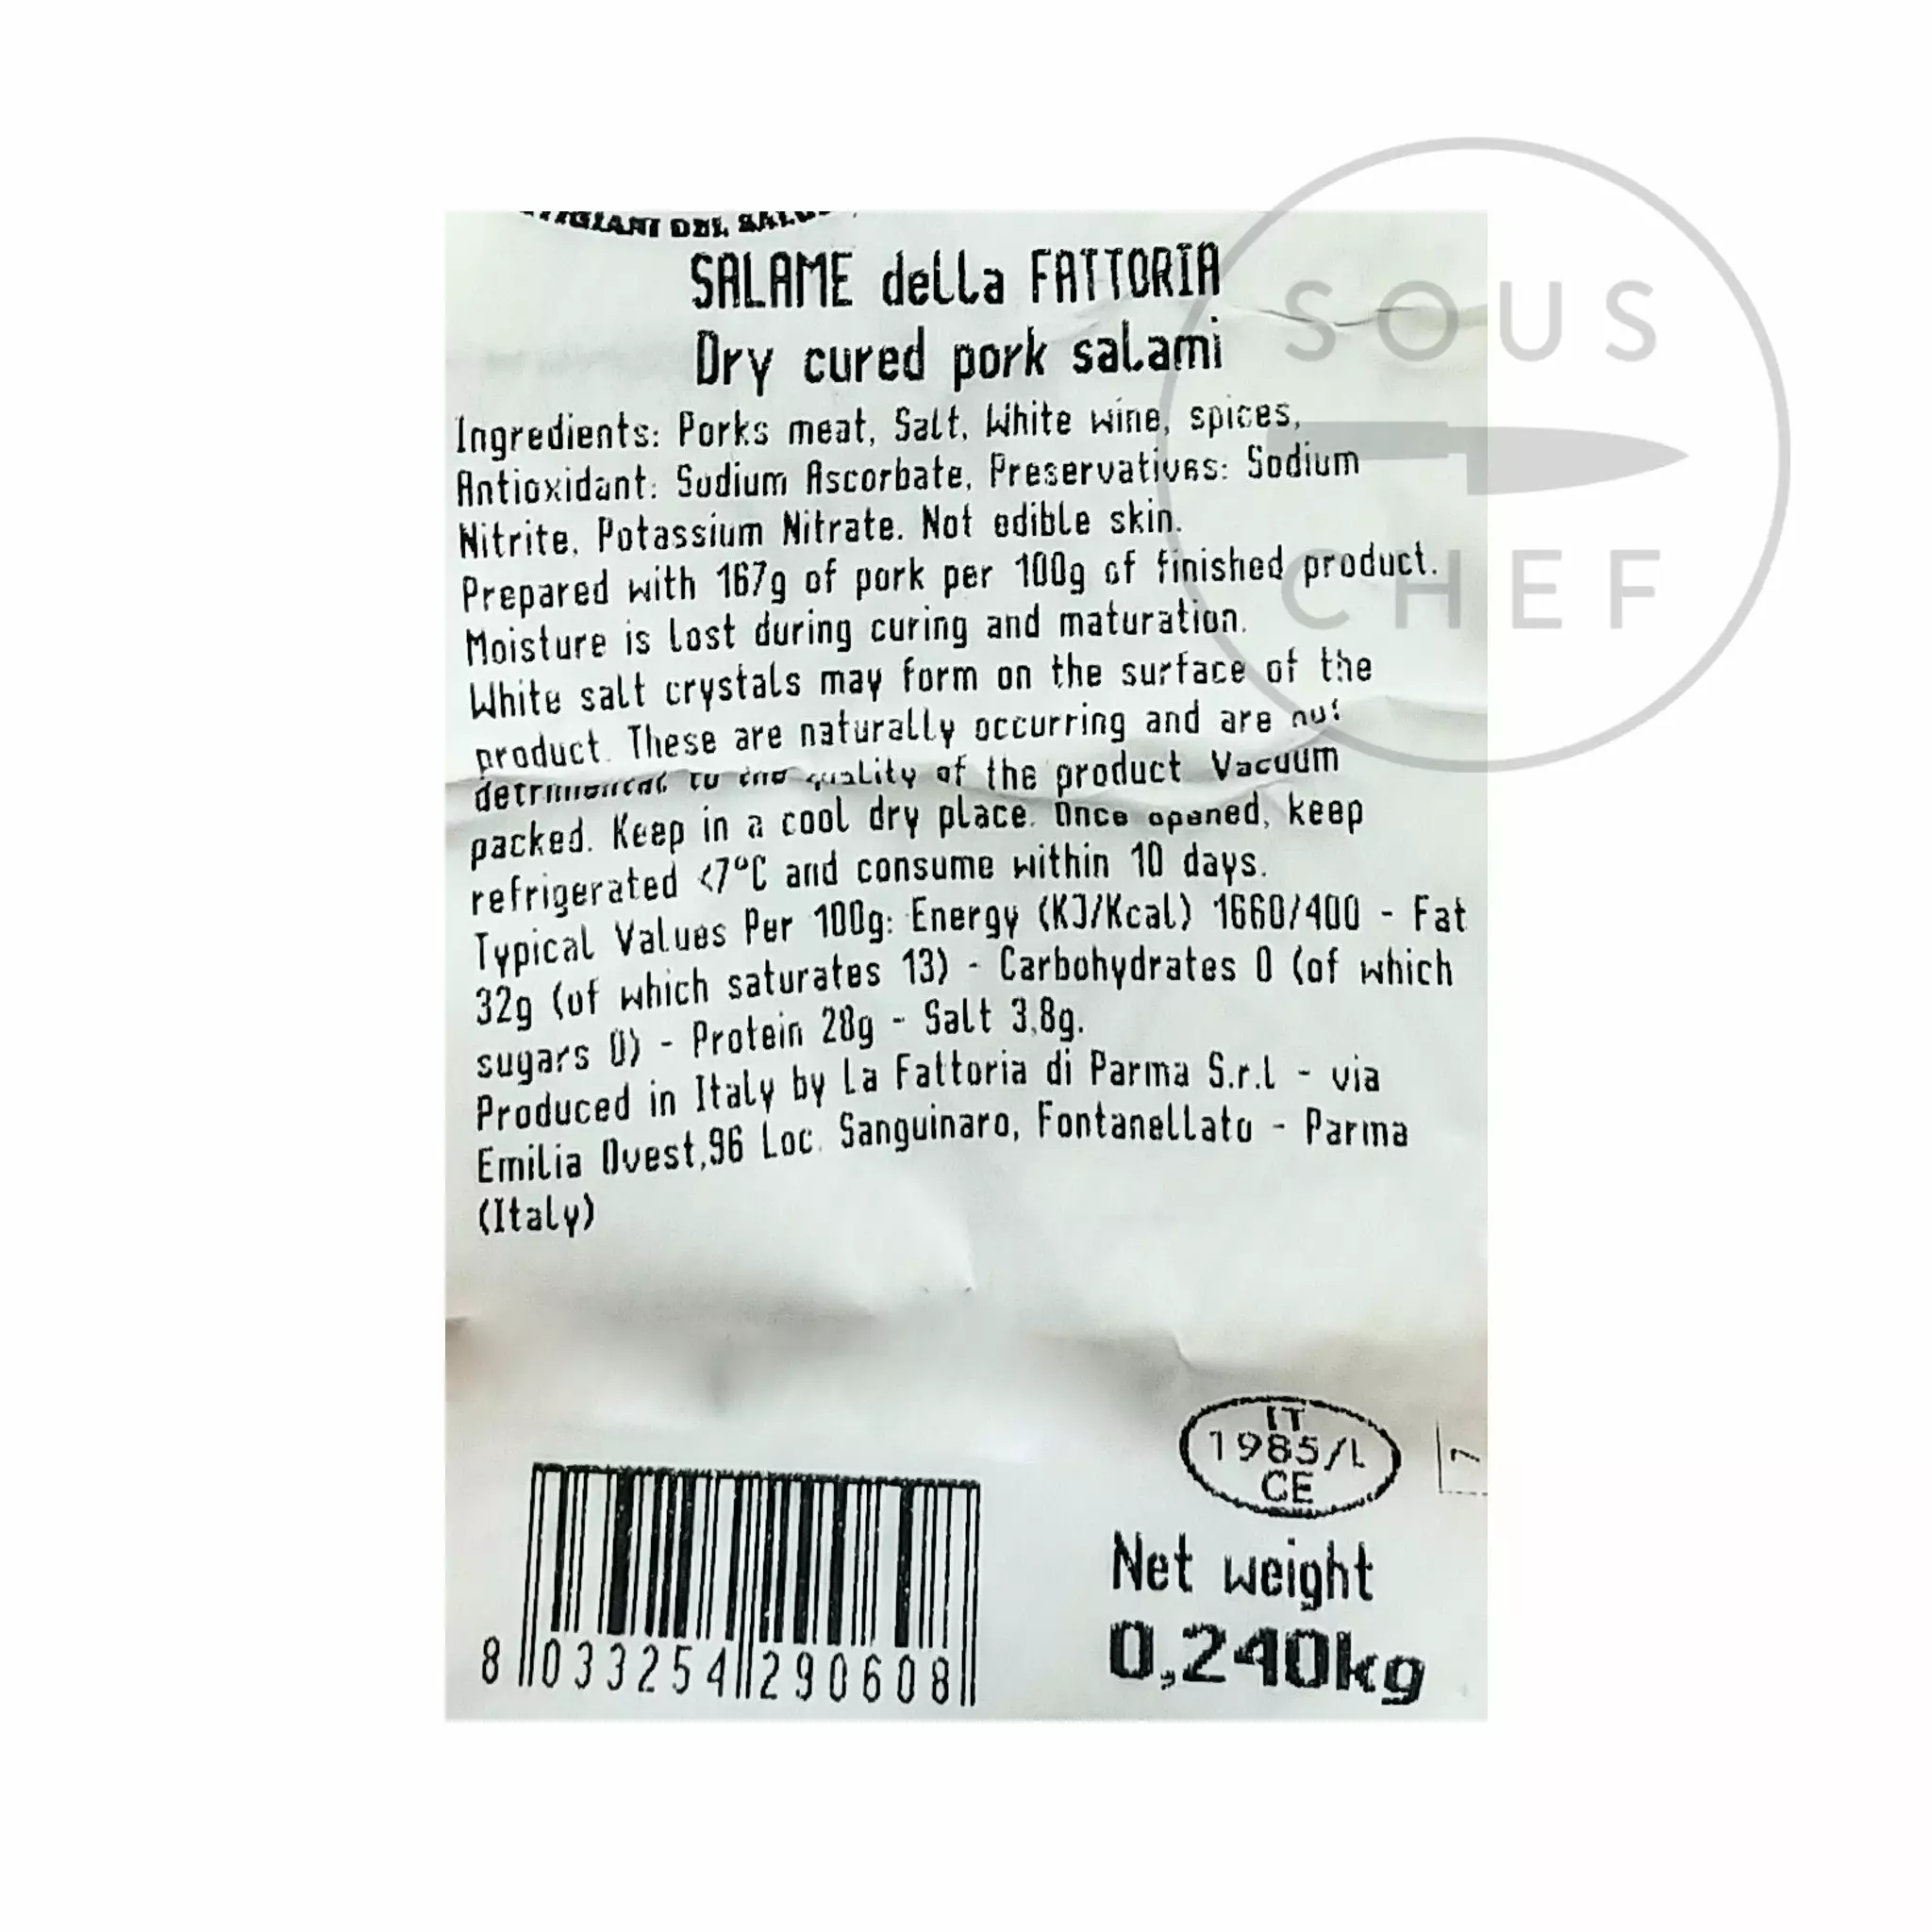 SALAME della FATTORIA
Dry cured pork salami
Ingredients: Porks meat, Salt, White wine, spices,
Antioxidant: Sodium Ascorbate, Preservatives: Sodium
Nitrite, Potassium Nitrate. Not edible skin.
Prepared with 167g of pork per 100g of finished product.
Moisture is lost during curing and maturation.
White salt crystals may form on the surface of the
product. These are naturally occurring and are not
detrimental to the quality of the product Vacuum
packed. Keep in a cool dry place. Once opened, keep
refrigerated <7°C and consume within 10 days.
Typical Values Per 100g: Energy (KJ/Kcal) 1660/400 - Fat
32g (of which saturates 13) - Carbohydrates 0 (of which
sugars 0) - Protein 28g - Salt 3,8g.
Produced in Italy by La Fattoria di Parma S.r.l - via
Emilia Ovest,96 Loc. Sanguinaro, Fontanellato - Parma
(Italy)
IT
1985/L
CE
Net weight
0,240kg
8 033254 290608
SOUS
CHEF